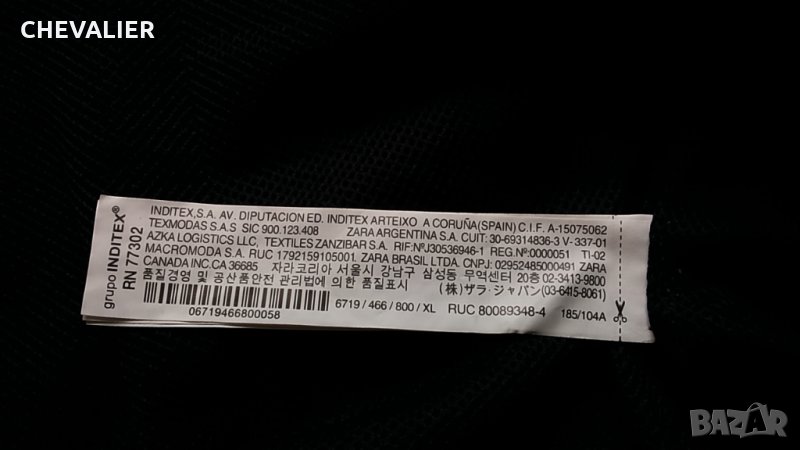 CHEVALIER
grupo INDITEX®
RN 77302
INDITEX,S.A. AV. DIPUTACION ED. INDITEX ARTEIXO A CORUÑA(SPAIN) C.I.F. A-15075062
TEXMODAS S.A.S SIC 900.123.408 ZARA ARGENTINA S.A. CUIT: 30-69314836-3 V-337-01
AZKA LOGISTICS LLC, TEXTILES ZANZIBAR S.A. RIF:NºJ30536946-1 REG.Nº:0000051 TI-02
MACROMODA S.A. RUC 1792159105001. ZARA BRASIL LTDA. CNPJ: 02952485000491 ZARA
CANADA INC.CA 36685 자라코리아 서울시 강남구 삼성동 무역센터 20층 02-3413-9800
품질경영 및 공산품안전 관리법에 의한 품질표시 (株)ザラ・ジャパン(03-6415-8061)
06719466800058 6719 / 466 / 800 / XL RUC 80089348-4 185/104A
BAZAR